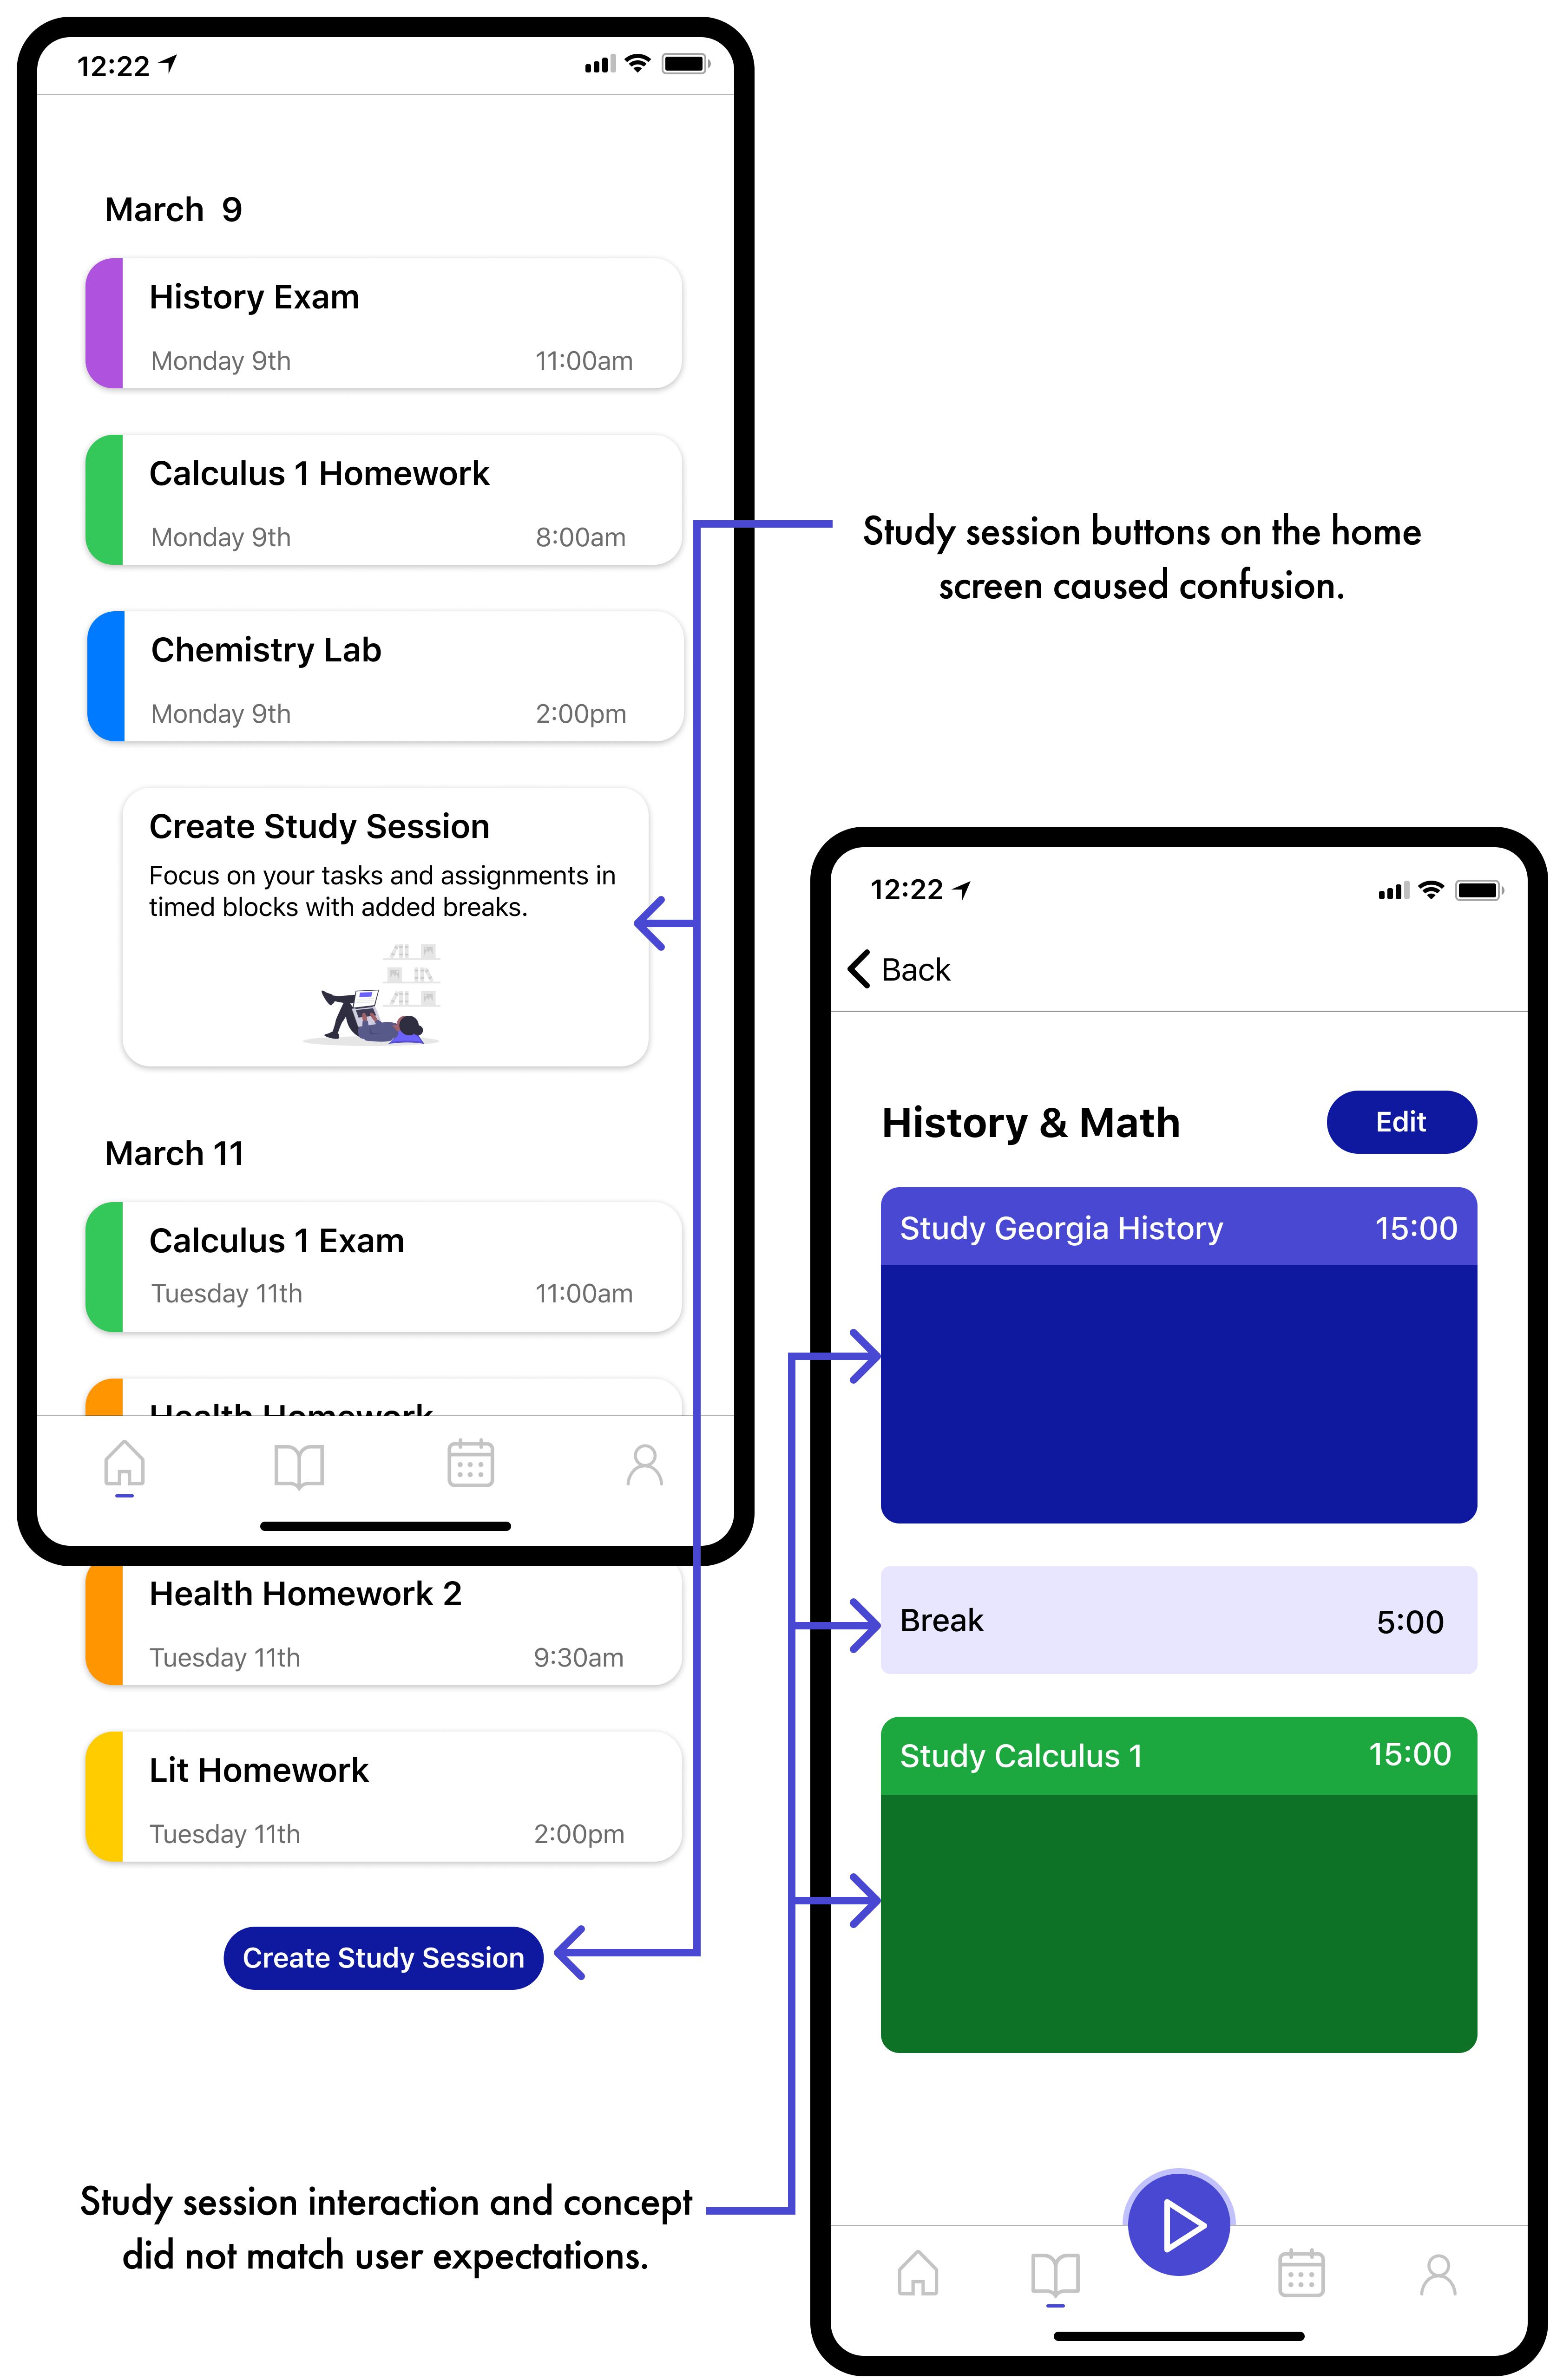 12:22
March 9
History Exam
Monday 9th 11:00am
Calculus 1 Homework
Monday 9th 8:00am
Chemistry Lab
Monday 9th 2:00pm
Create Study Session
Focus on your tasks and assignments in
timed blocks with added breaks.
March 11
Calculus 1 Exam
Tuesday 11th 11:00am
Health Homework
Health Homework 2
Tuesday 11th 9:30am
Lit Homework
Tuesday 11th 2:00pm
Create Study Session
Study session buttons on the home
screen caused confusion.
12:22
Back
History & Math
Edit
Study Georgia History 15:00
Break 5:00
Study Calculus 1 15:00
Study session interaction and concept
did not match user expectations.